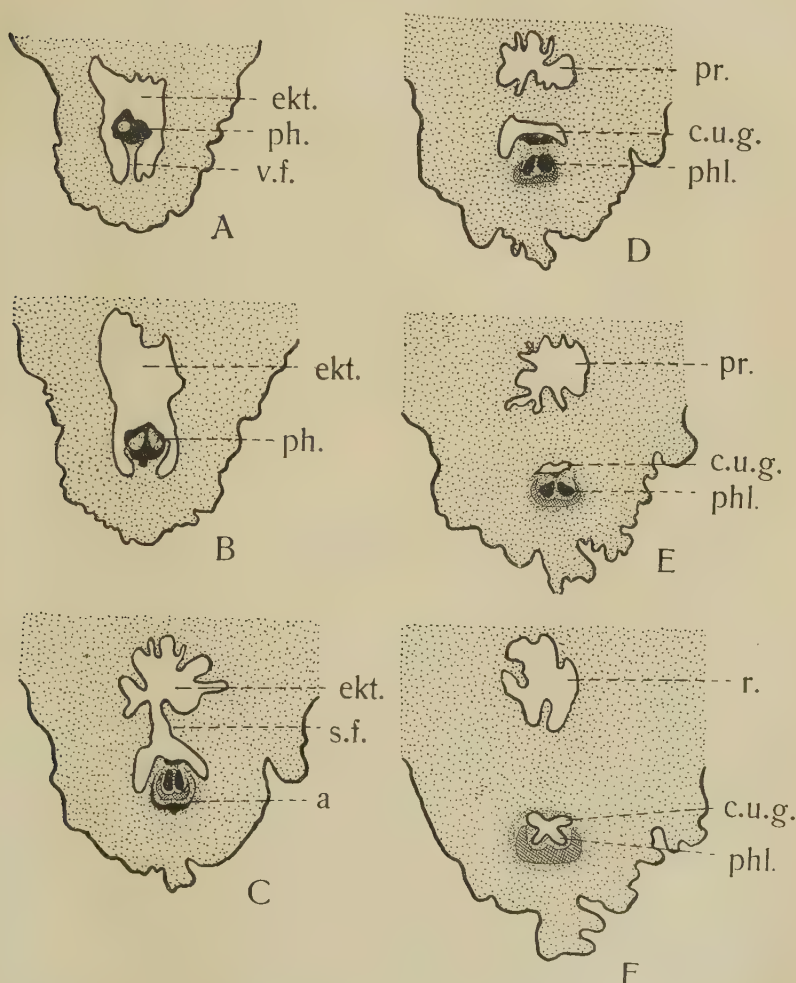 ekt.
ph.
v.f.
A
ekt.
ph.
B
ekt.
s.f.
a
C
pr.
c.u.g.
phl.
D
pr.
c.u.g.
phl.
E
r.
c.u.g.
phl.
F